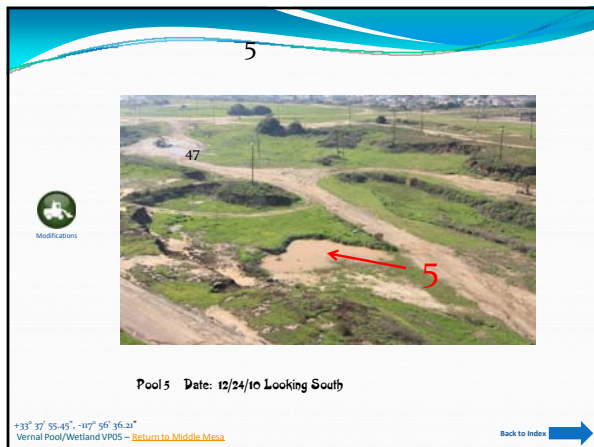 5
47
5
Modifications
Pool 5 Date: 12/24/10 Looking South
+33° 37' 55.45", -117° 56' 36.21"
Vernal Pool/Wetland VP05 – Return to Middle Mesa
Back to Index